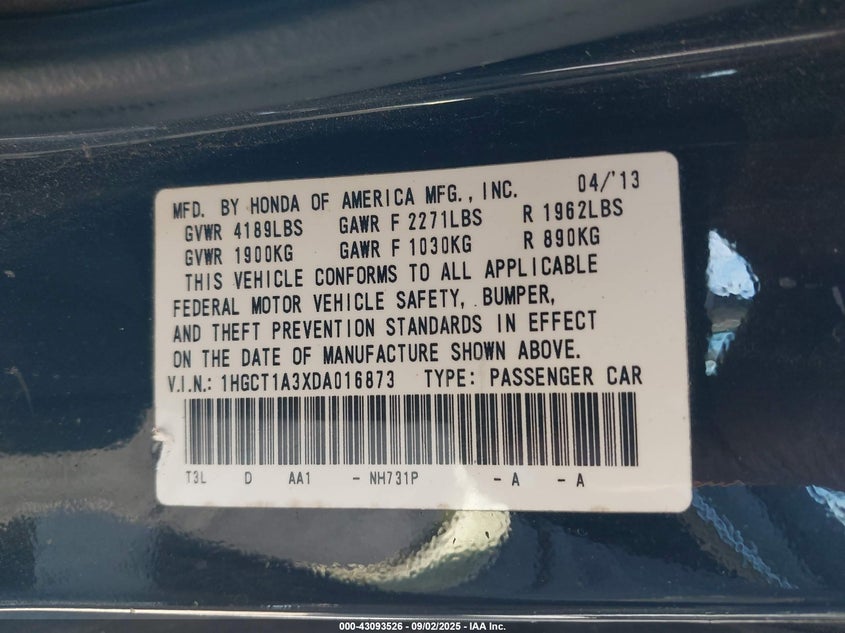 MFD. BY HONDA OF AMERICA MFG., INC. 04/'13
GVWR 4189LBS GAWR F 2271LBS R 1962LBS
GVWR 1900KG GAWR F 1030KG R 890KG
THIS VEHICLE CONFORMS TO ALL APPLICABLE
FEDERAL MOTOR VEHICLE SAFETY, BUMPER,
AND THEFT PREVENTION STANDARDS IN EFFECT
ON THE DATE OF MANUFACTURE SHOWN ABOVE.
V.I.N.: 1HGCT1A3XDA016873 TYPE: PASSENGER CAR
T3L D AA1 - NH731P - A - A
000-43093526 - 09/02/2025 - IAA Inc.